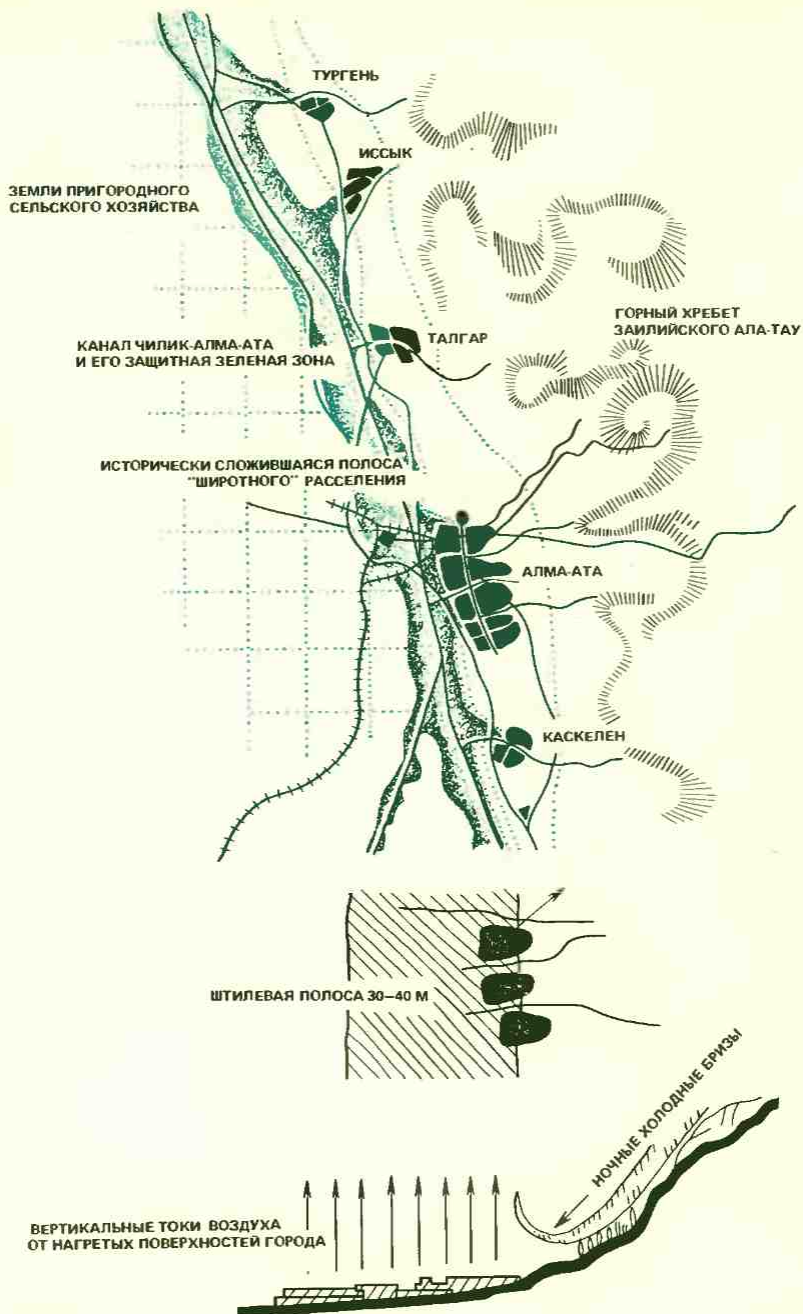 ТУРГЕНЬ
ИССЫК
ЗЕМЛИ ПРИГОРОДНОГО
СЕЛЬСКОГО ХОЗЯЙСТВА
ГОРНЫЙ ХРЕБЕТ
ЗАИЛИЙСКОГО АЛА-ТАУ
КАНАЛ ЧИЛИК-АЛМА-АТА
И ЕГО ЗАЩИТНАЯ ЗЕЛЕНАЯ ЗОНА
ТАЛГАР
ИСТОРИЧЕСКИ СЛОЖИВШАЯСЯ ПОЛОСА
"ШИРОТНОГО" РАССЕЛЕНИЯ
АЛМА-АТА
КАСКЕЛЕН
ШТИЛЕВАЯ ПОЛОСА 30–40 М
НОЧНЫЕ ХОЛОДНЫЕ БРИЗЫ
ВЕРТИКАЛЬНЫЕ ТОКИ ВОЗДУХА
ОТ НАГРЕТЫХ ПОВЕРХНОСТЕЙ ГОРОДА